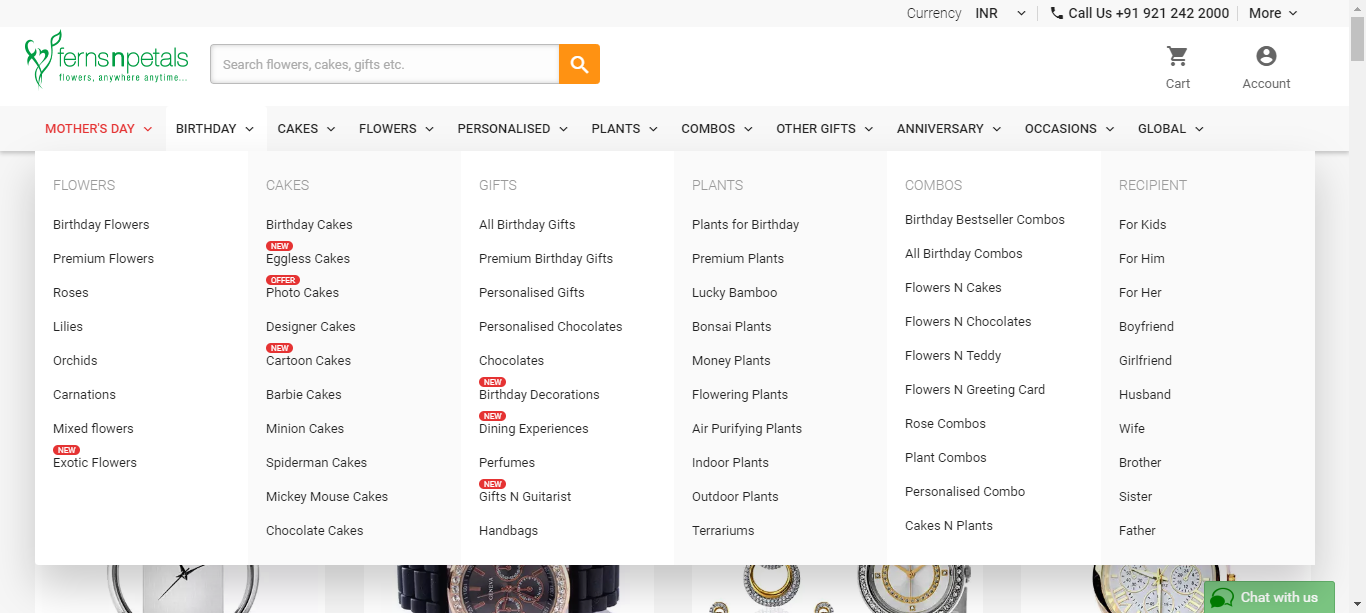 Currency INR Call Us +91 921 242 2000 More
fernsnpetals
flowers, anywhere anytime...
Search flowers, cakes, gifts etc.
Cart
Account
MOTHER'S DAY BIRTHDAY CAKES FLOWERS PERSONALISED PLANTS COMBOS OTHER GIFTS ANNIVERSARY OCCASIONS GLOBAL
FLOWERS
Birthday Flowers
Premium Flowers
Roses
Lilies
Orchids
Carnations
Mixed flowers
NEW
Exotic Flowers
CAKES
Birthday Cakes
NEW
Eggless Cakes
OFFER
Photo Cakes
Designer Cakes
NEW
Cartoon Cakes
Barbie Cakes
Minion Cakes
Spiderman Cakes
Mickey Mouse Cakes
Chocolate Cakes
GIFTS
All Birthday Gifts
Premium Birthday Gifts
Personalised Gifts
Personalised Chocolates
Chocolates
NEW
Birthday Decorations
NEW
Dining Experiences
Perfumes
NEW
Gifts N Guitarist
Handbags
PLANTS
Plants for Birthday
Premium Plants
Lucky Bamboo
Bonsai Plants
Money Plants
Flowering Plants
Air Purifying Plants
Indoor Plants
Outdoor Plants
Terrariums
COMBOS
Birthday Bestseller Combos
All Birthday Combos
Flowers N Cakes
Flowers N Chocolates
Flowers N Teddy
Flowers N Greeting Card
Rose Combos
Plant Combos
Personalised Combo
Cakes N Plants
RECIPIENT
For Kids
For Him
For Her
Boyfriend
Girlfriend
Husband
Wife
Brother
Sister
Father
Chat with us